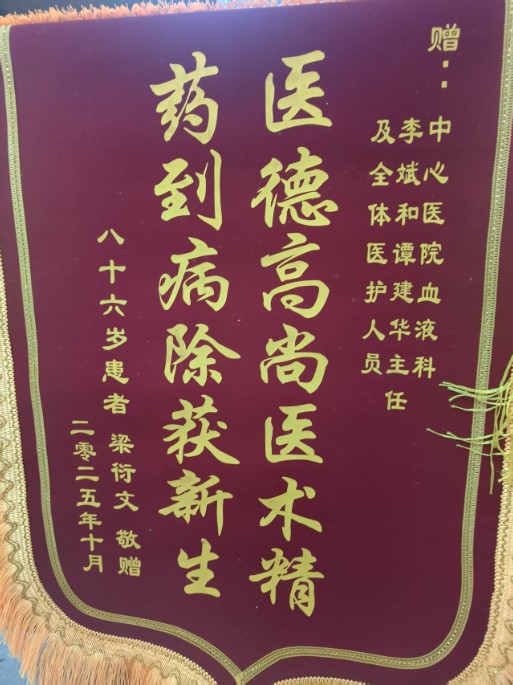 赠：
中心医院血液科
李斌和谭建华主任
及全体医护人员
医德高尚医术精
药到病除获新生
八十六岁患者 梁衍文 敬赠
二零二五年十月